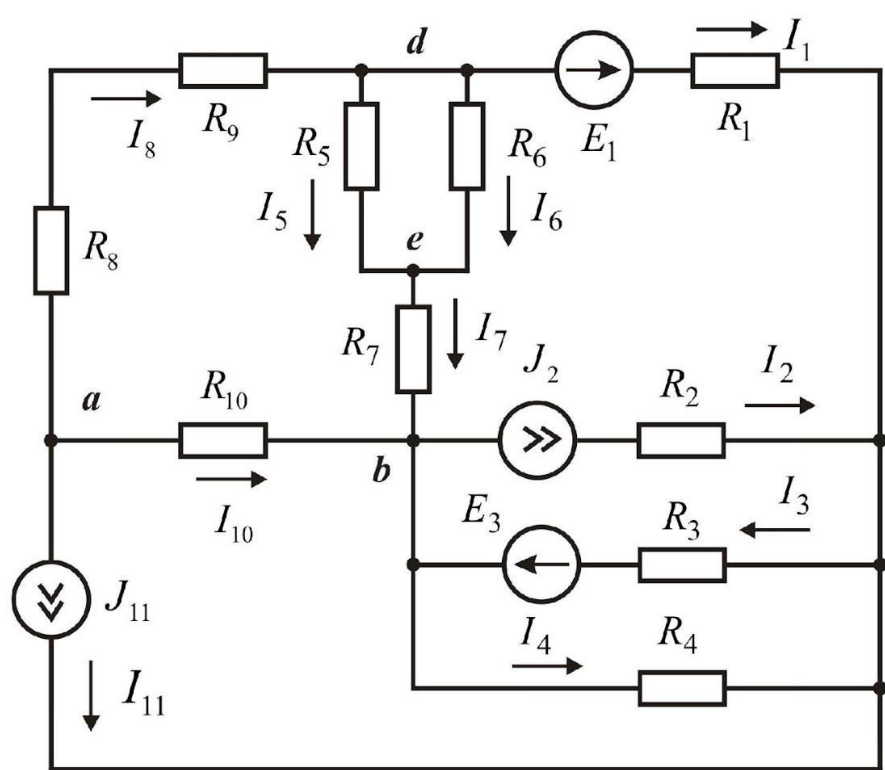 d
I₁
R₉
I₈
R₅
R₆
E₁
R₁
I₅
I₆
R₈
e
R₇
I₇
J₂
R₂
I₂
a
R₁₀
b
I₁₀
E₃
R₃
I₃
J₁₁
I₄
R₄
I₁₁